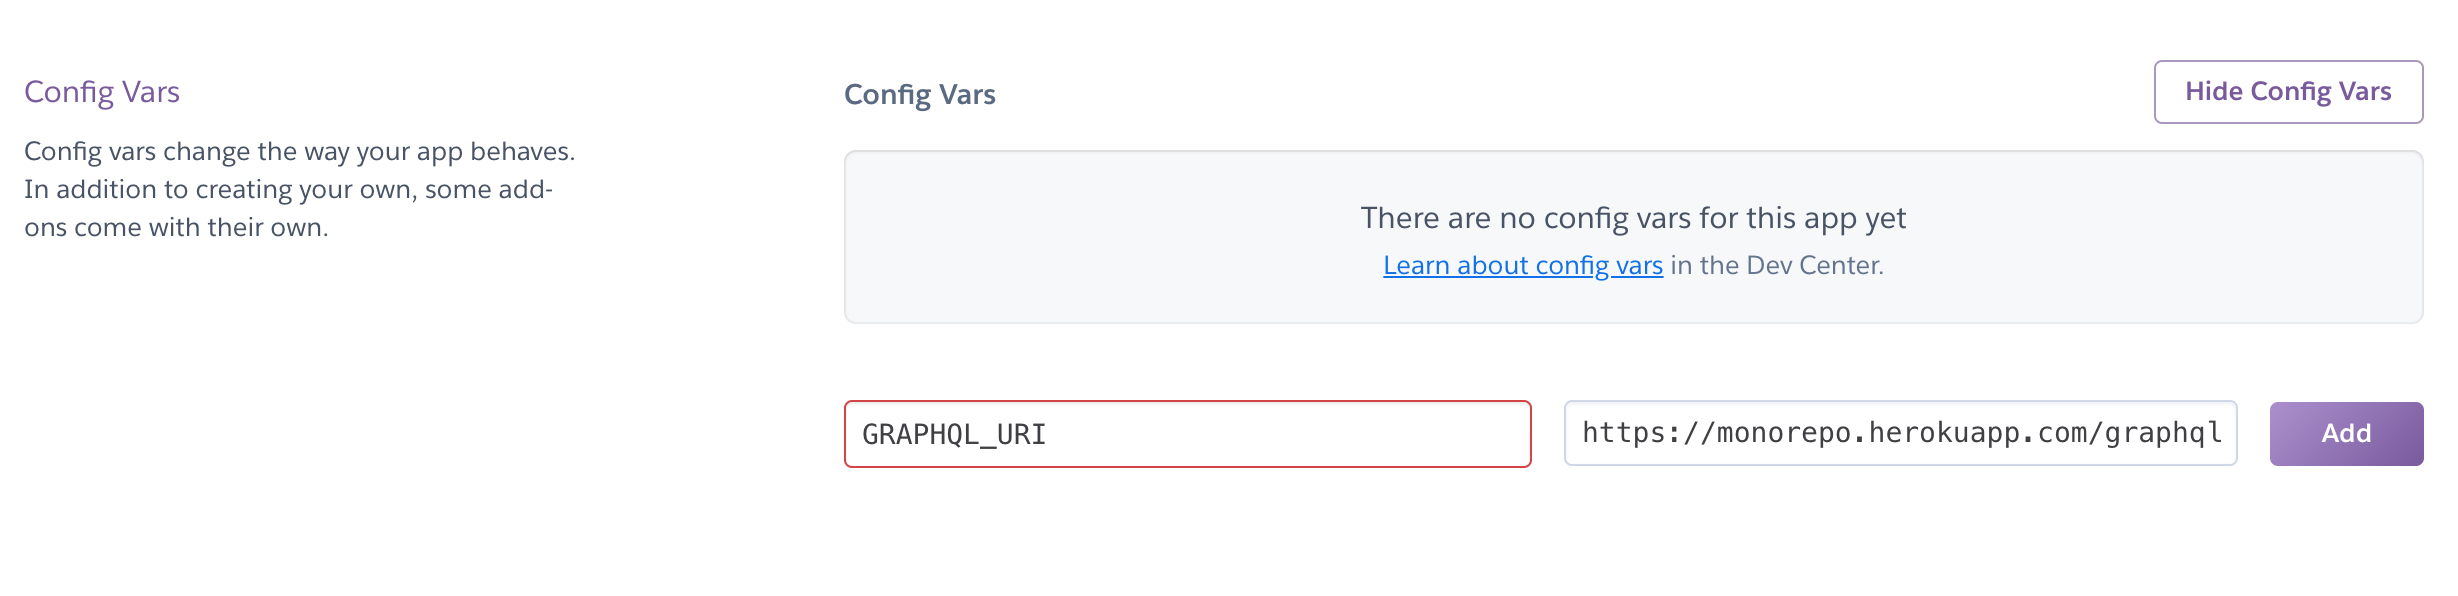 Config Vars
Config vars change the way your app behaves.
In addition to creating your own, some add-
ons come with their own.
Config Vars
Hide Config Vars
There are no config vars for this app yet
Learn about config vars in the Dev Center.
GRAPHQL_URI
https://monorepo.herokuapp.com/graphql
Add